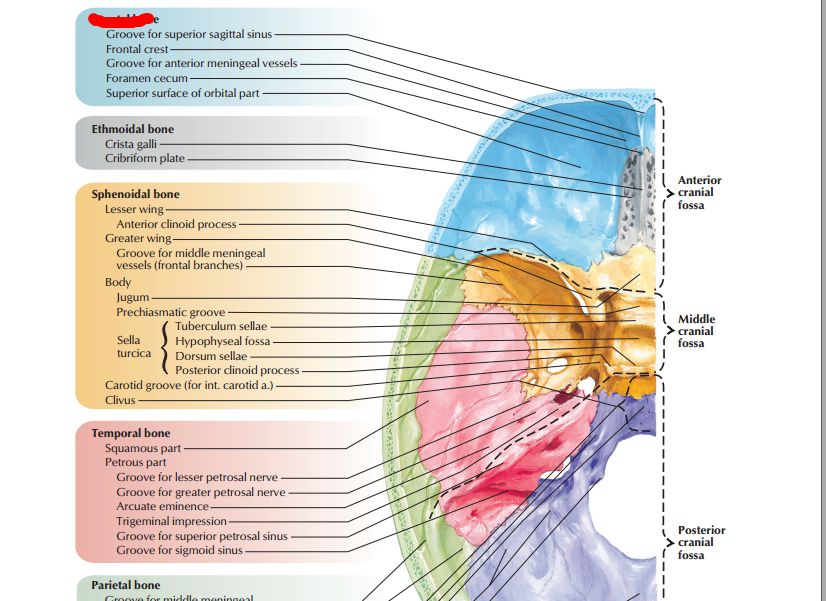 Groove for superior sagittal sinus
Frontal crest
Groove for anterior meningeal vessels
Foramen cecum
Superior surface of orbital part
Ethmoidal bone
Crista galli
Cribriform plate
Sphenoidal bone
Lesser wing
Anterior clinoid process
Greater wing
Groove for middle meningeal
vessels (frontal branches)
Body
Jugum
Prechiasmatic groove
Sella
turcica
Tuberculum sellae
Hypophyseal fossa
Dorsum sellae
Posterior clinoid process
Carotid groove (for int. carotid a.)
Clivus
Temporal bone
Squamous part
Petrous part
Groove for lesser petrosal nerve
Groove for greater petrosal nerve
Arcuate eminence
Trigeminal impression
Groove for superior petrosal sinus
Groove for sigmoid sinus
Parietal bone
Groove for middle meningeal
Anterior
cranial
fossa
Middle
cranial
fossa
Posterior
cranial
fossa